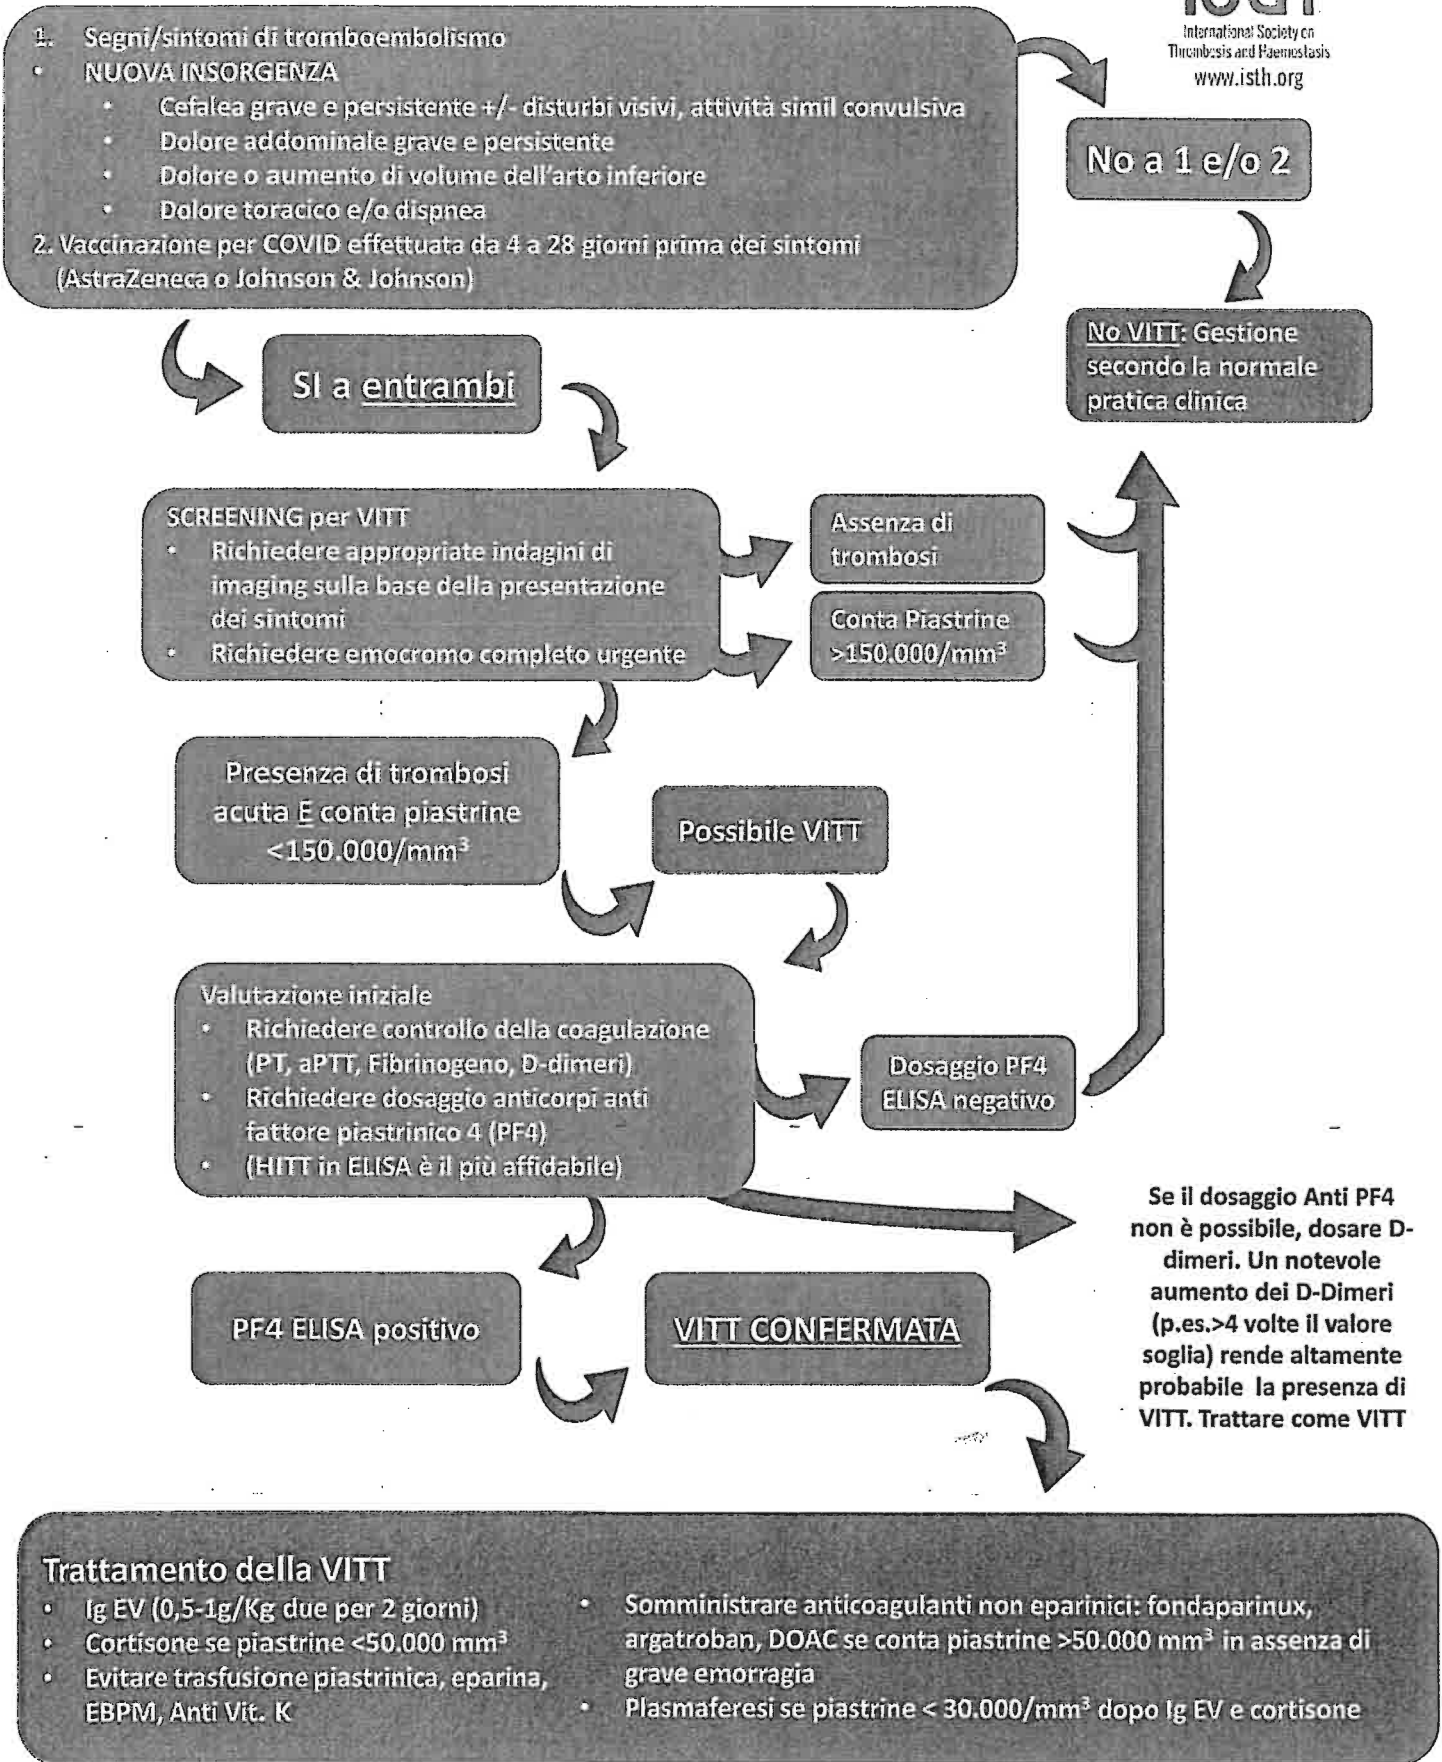 International Society on
Thrombosis and Haemostasis
www.isth.org
1. Segni/sintomi di tromboembolismo
• NUOVA INSORGENZA
• Cefalea grave e persistente +/- disturbi visivi, attività simil convulsiva
• Dolore addominale grave e persistente
• Dolore o aumento di volume dell'arto inferiore
• Dolore toracico e/o dispnea
2. Vaccinazione per COVID effettuata da 4 a 28 giorni prima dei sintomi
(AstraZeneca o Johnson & Johnson)
No a 1 e/o 2
No VITT: Gestione
secondo la normale
pratica clinica
SI a entrambi
SCREENING per VITT
• Richiedere appropriate indagini di
imaging sulla base della presentazione
dei sintomi
• Richiedere emocromo completo urgente
Assenza di
trombosi
Conta Piastrine
>150.000/mm³
Presenza di trombosi
acuta E conta piastrine
<150.000/mm³
Possibile VITT
Valutazione iniziale
• Richiedere controllo della coagulazione
(PT, aPTT, Fibrinogeno, D-dimeri)
• Richiedere dosaggio anticorpi anti
fattore piastrinico 4 (PF4)
• (HITT in ELISA è il più affidabile)
Dosaggio PF4
ELISA negativo
Se il dosaggio Anti PF4
non è possibile, dosare D-
dimeri. Un notevole
aumento dei D-Dimeri
(p.es.>4 volte il valore
soglia) rende altamente
probabile la presenza di
VITT. Trattare come VITT
PF4 ELISA positivo
VITT CONFERMATA
Trattamento della VITT
• Ig EV (0,5-1g/Kg due per 2 giorni)
• Cortisone se piastrine <50.000 mm³
• Evitare trasfusione piastrinica, eparina,
EBPM, Anti Vit. K
• Somministrare anticoagulanti non eparinici: fondaparinux,
argatroban, DOAC se conta piastrine >50.000 mm³ in assenza di
grave emorragia
• Plasmaferesi se piastrine < 30.000/mm³ dopo Ig EV e cortisone